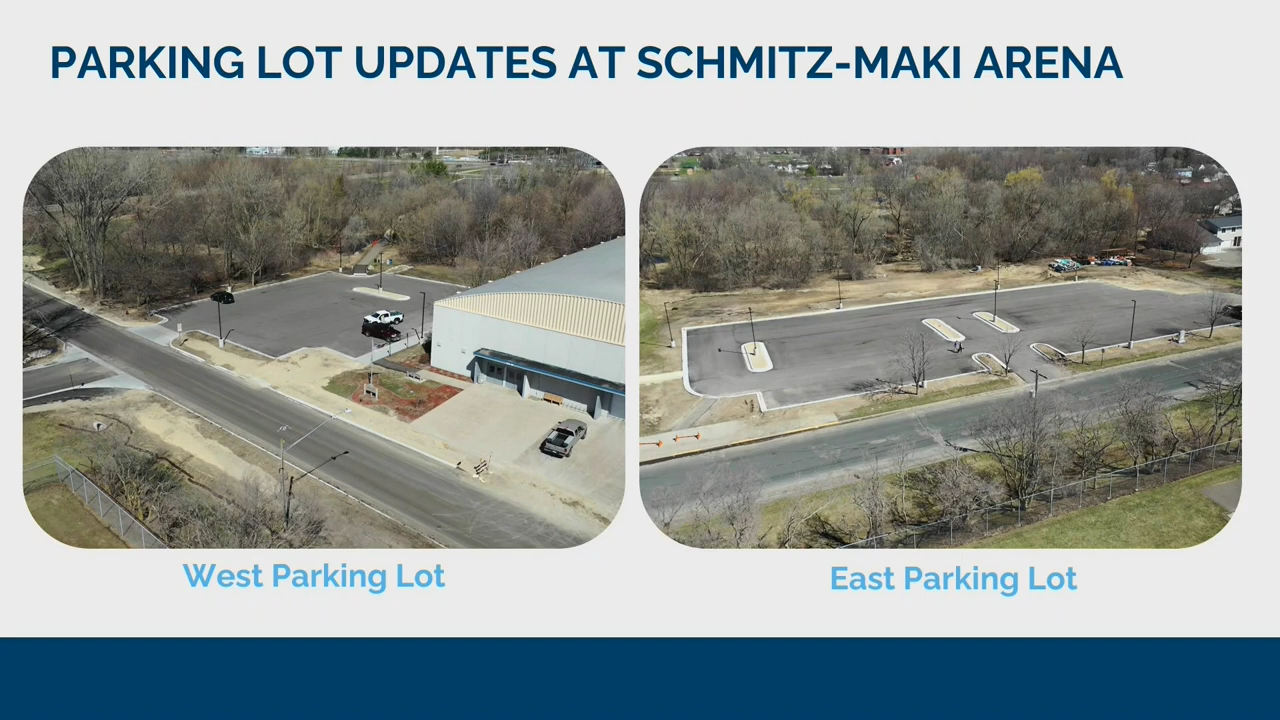 PARKING LOT UPDATES AT SCHMITZ-MAKI ARENA
West Parking Lot
East Parking Lot